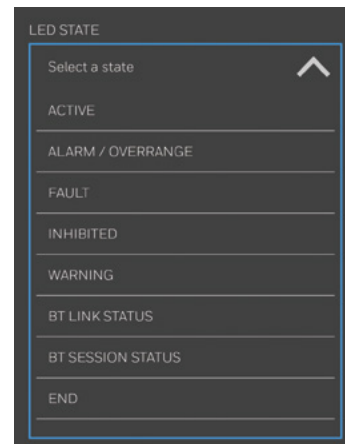 LED STATE
Select a state
ACTIVE
ALARM / OVERRANGE
FAULT
INHIBITED
WARNING
BT LINK STATUS
BT SESSION STATUS
END